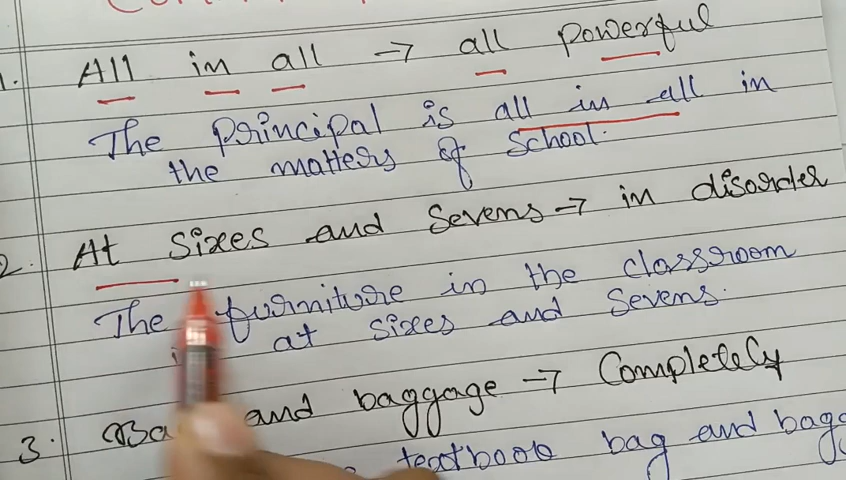 1. All in all → all powerful
The principal is all in all in
the matters of School.
2. At sixes and Sevens → in disorder
The furniture in the classroom
at sixes and Sevens.
3. and baggage → Completely
textbook bag and